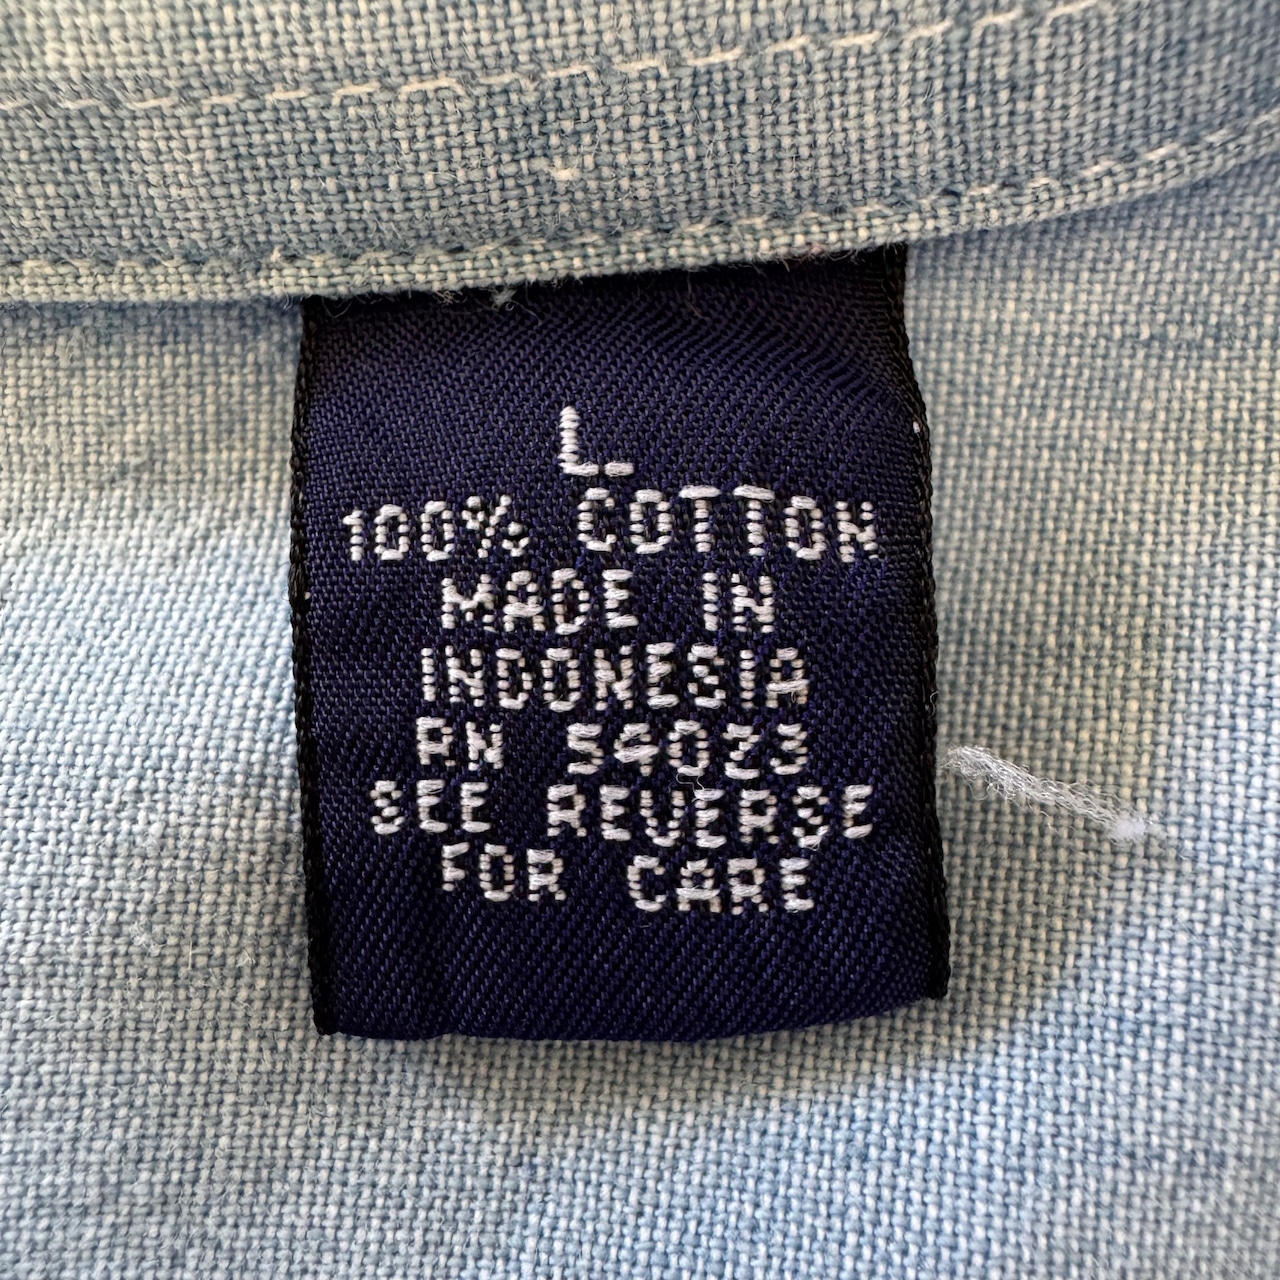 L
100% COTTON
MADE IN
INDONESIA
RN 54023
SEE REVERSE
FOR CARE